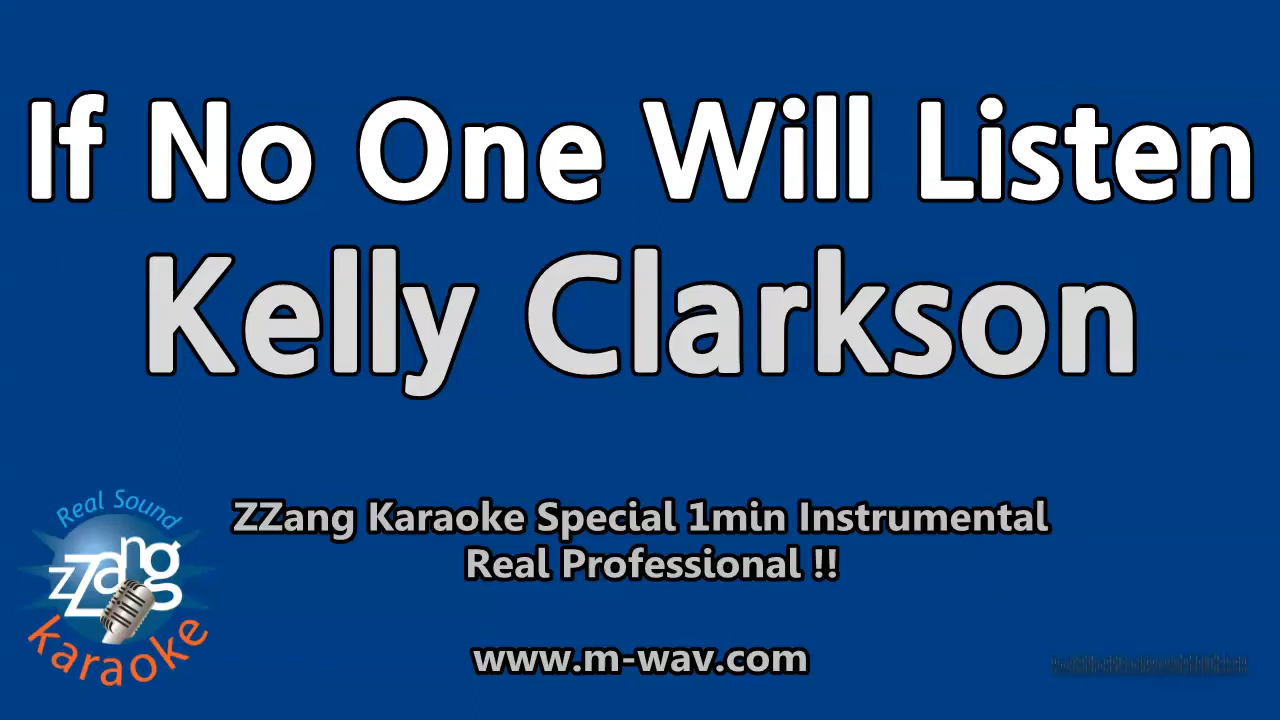 If No One Will Listen
Kelly Clarkson
ZZang Karaoke Special 1min Instrumental
Real Professional !!
Real Sound
zZang
karaoke
www.m-wav.com